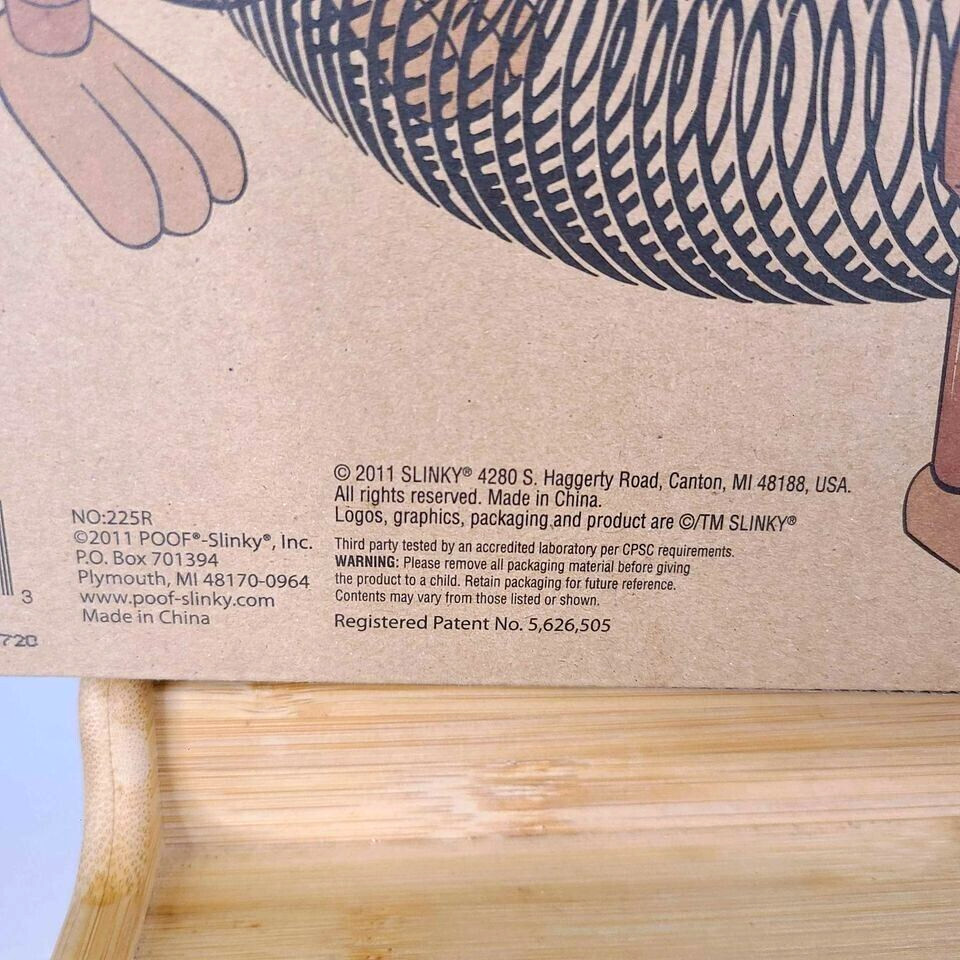 NO:225R
©2011 POOF®-Slinky®, Inc.
P.O. Box 701394
Plymouth, MI 48170-0964
www.poof-slinky.com
Made in China
© 2011 SLINKY® 4280 S. Haggerty Road, Canton, MI 48188, USA.
All rights reserved. Made in China.
Logos, graphics, packaging and product are ©/TM SLINKY®
Third party tested by an accredited laboratory per CPSC requirements.
WARNING: Please remove all packaging material before giving
the product to a child. Retain packaging for future reference.
Contents may vary from those listed or shown.
Registered Patent No. 5,626,505
3